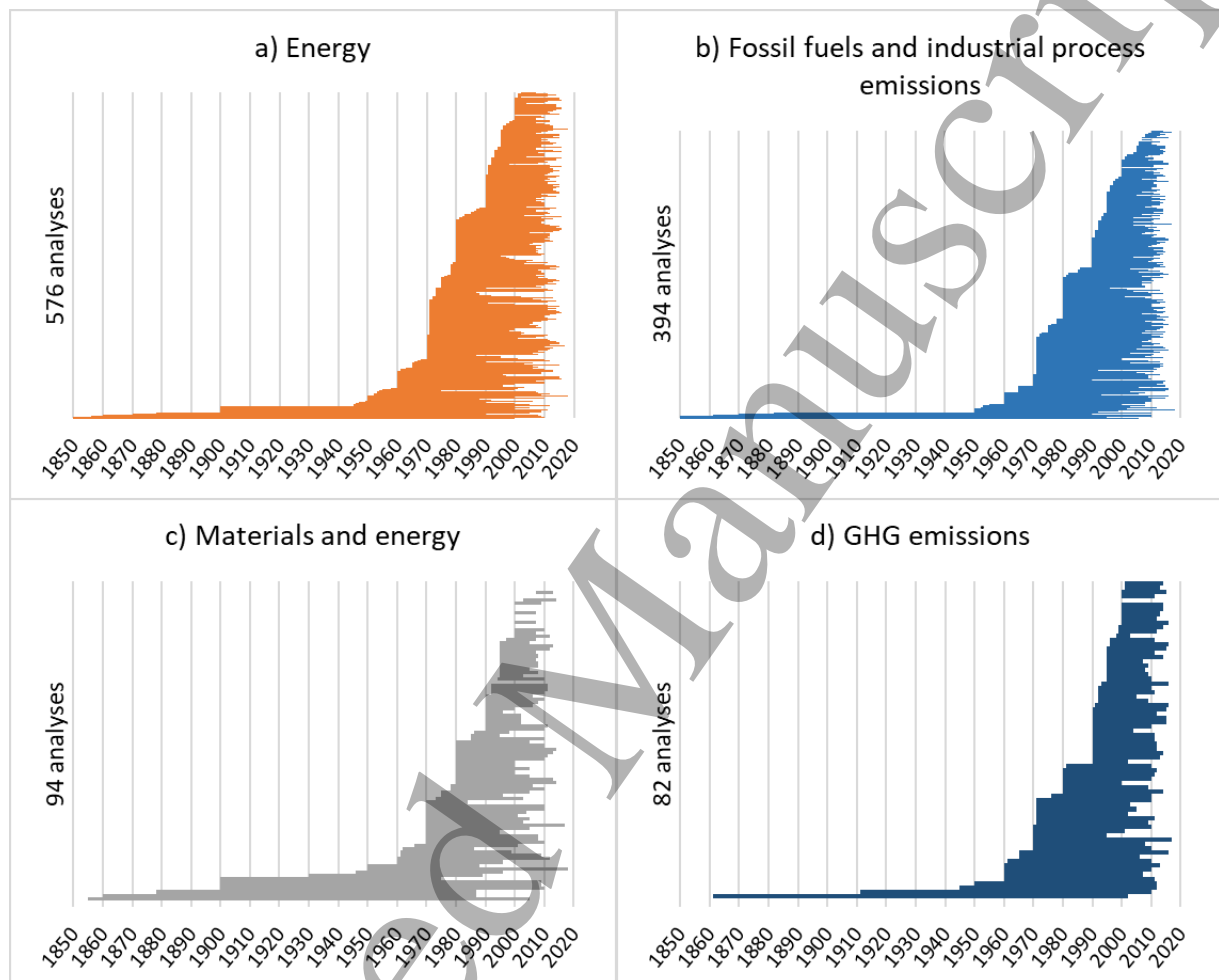 a) Energy
576 analyses
1850 1860 1870 1880 1890 1900 1910 1920 1930 1940 1950 1960 1970 1980 1990 2000 2010 2020
b) Fossil fuels and industrial process
emissions
394 analyses
1850 1860 1870 1880 1890 1900 1910 1920 1930 1940 1950 1960 1970 1980 1990 2000 2010 2020
c) Materials and energy
94 analyses
1850 1860 1870 1880 1890 1900 1910 1920 1930 1940 1950 1960 1970 1980 1990 2000 2010 2020
d) GHG emissions
82 analyses
1850 1860 1870 1880 1890 1900 1910 1920 1930 1940 1950 1960 1970 1980 1990 2000 2010 2020
ed Manuscrip